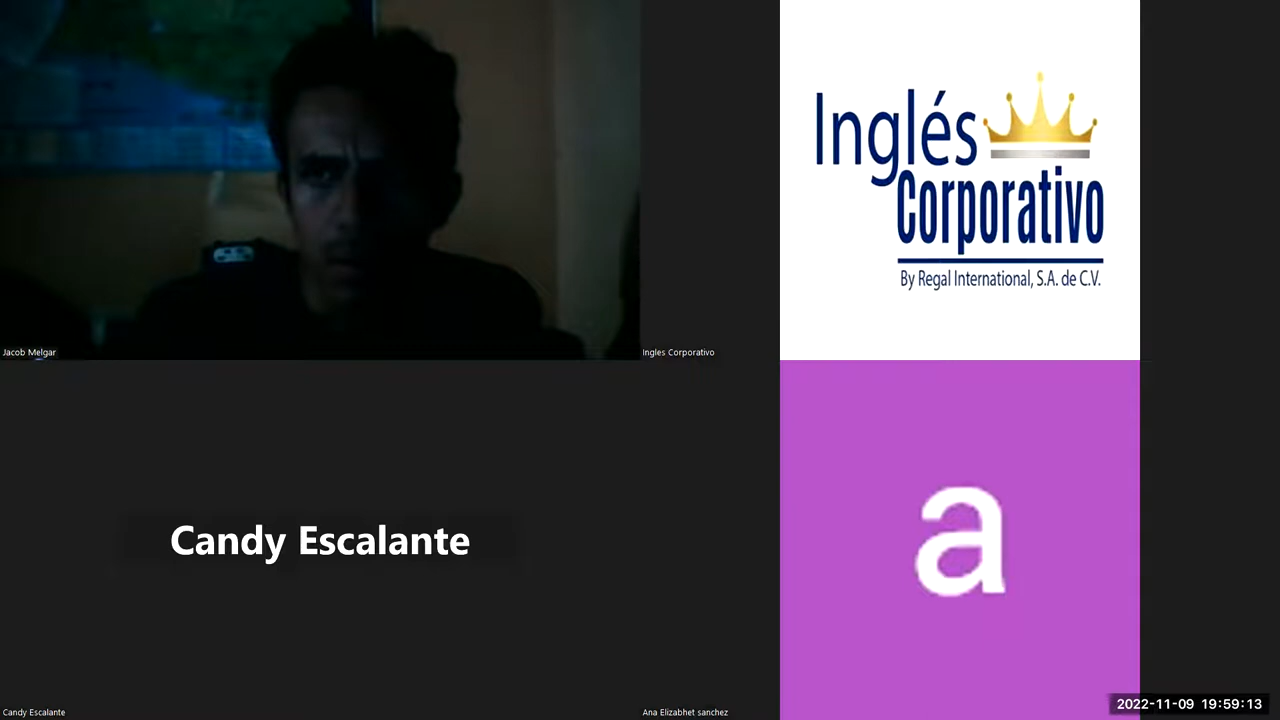 Inglés
Corporativo
By Regal International, S.A. de C.V.
Jacob Melgar
Ingles Corporativo
Candy Escalante
a
Candy Escalante
Ana Elizabhet sanchez
2022-11-09 19:59:13